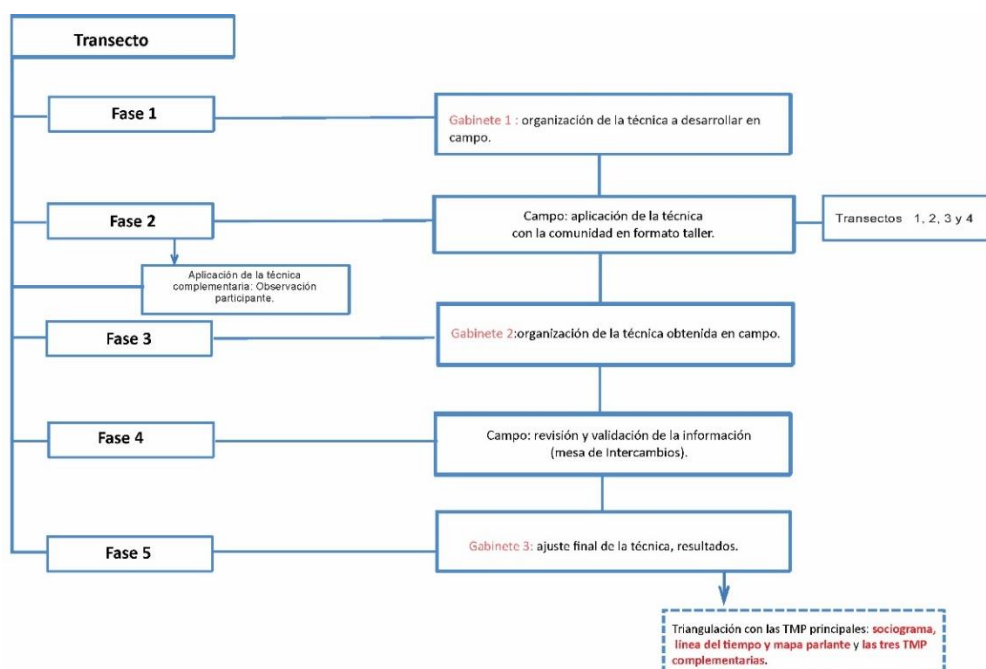 Transecto
Fase 1
Gabinete 1 : organización de la técnica a desarrollar en
campo.
Fase 2
Campo: aplicación de la técnica
con la comunidad en formato taller.
Transectos 1, 2, 3 y 4
Aplicación de la técnica
complementaria: Observación
participante.
Fase 3
Gabinete 2:organización de la técnica obtenida en campo.
Fase 4
Campo: revisión y validación de la información
(mesa de Intercambios).
Fase 5
Gabinete 3: ajuste final de la técnica, resultados.
Triangulación con las TMP principales: sociograma,
línea del tiempo y mapa parlante y las tres TMP
complementarias.